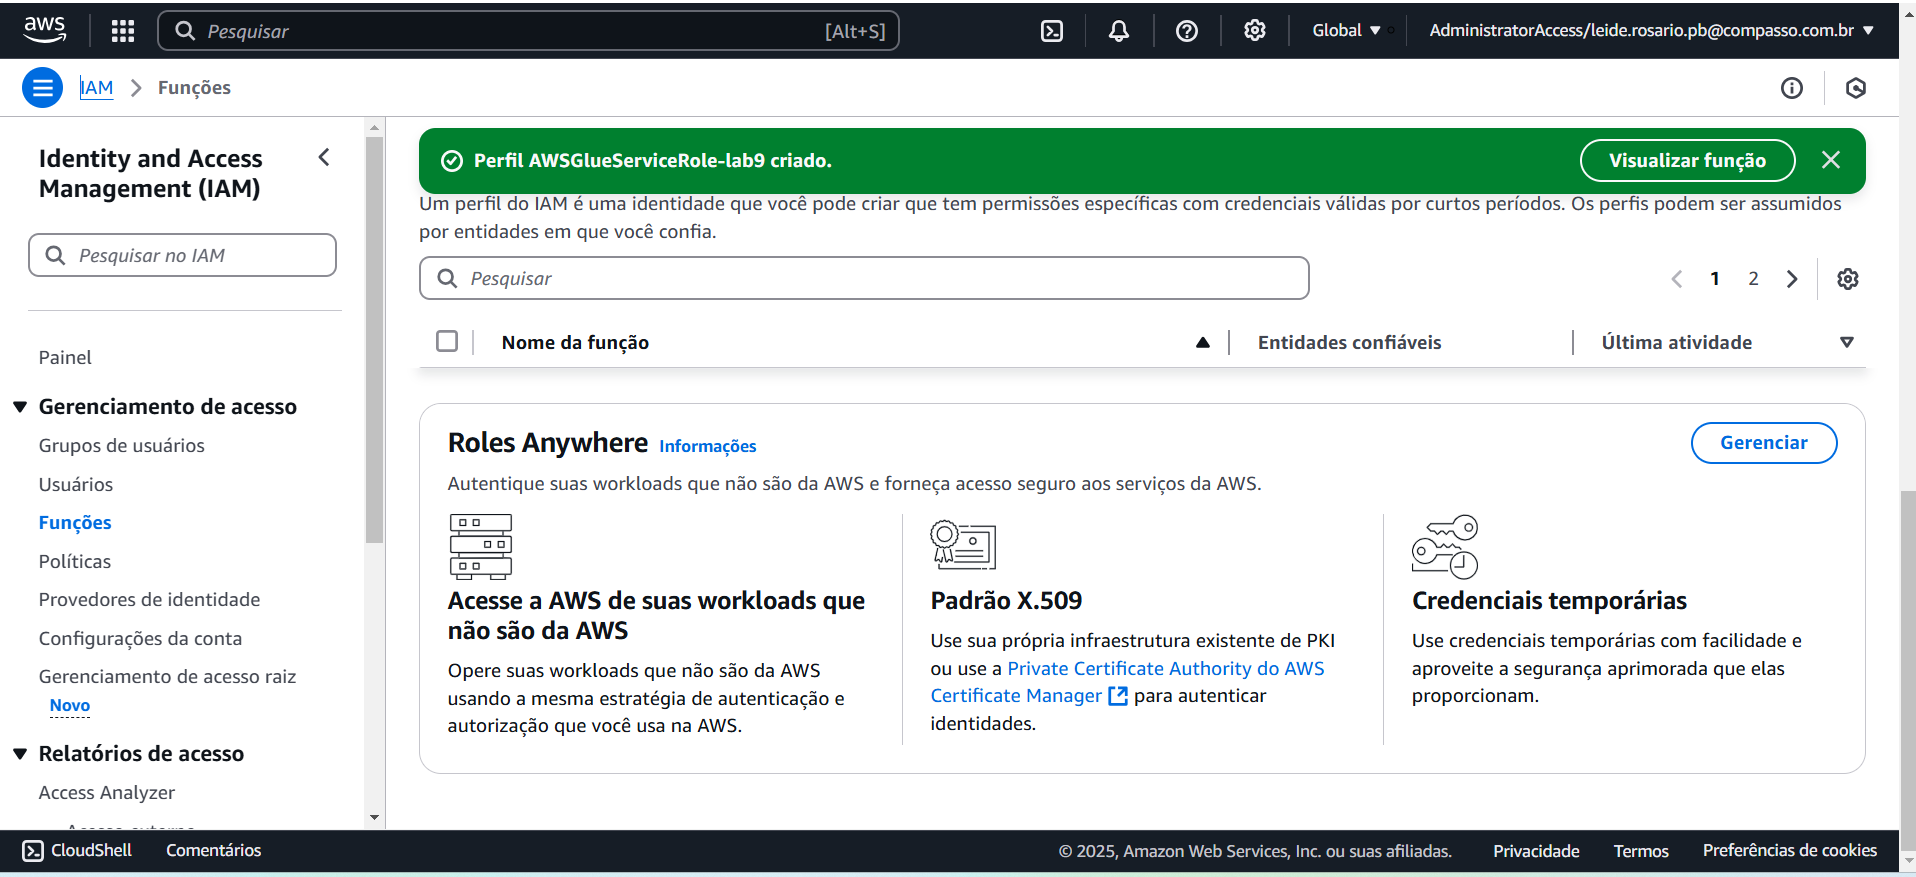 aws
Pesquisar
[Alt+S]
Global
AdministratorAccess/leide.rosario.pb@compasso.com.br
IAM
Funções
Identity and Access
Management (IAM)
Pesquisar no IAM
Painel
Gerenciamento de acesso
Grupos de usuários
Usuários
Funções
Políticas
Provedores de identidade
Configurações da conta
Gerenciamento de acesso raiz
Novo
Relatórios de acesso
Access Analyzer
Perfil AWSGlueServiceRole-lab9 criado.
Visualizar função
Um perfil do IAM é uma identidade que você pode criar que tem permissões específicas com credenciais válidas por curtos períodos. Os perfis podem ser assumidos
por entidades em que você confia.
Pesquisar
1
2
Nome da função
Entidades confiáveis
Última atividade
Roles Anywhere
Informações
Gerenciar
Autentique suas workloads que não são da AWS e forneça acesso seguro aos serviços da AWS.
Acesse a AWS de suas workloads que
não são da AWS
Opere suas workloads que não são da AWS
usando a mesma estratégia de autenticação e
autorização que você usa na AWS.
Padrão X.509
Use sua própria infraestrutura existente de PKI
ou use a Private Certificate Authority do AWS
Certificate Manager para autenticar
identidades.
Credenciais temporárias
Use credenciais temporárias com facilidade e
aproveite a segurança aprimorada que elas
proporcionam.
CloudShell
Comentários
© 2025, Amazon Web Services, Inc. ou suas afiliadas.
Privacidade
Termos
Preferências de cookies